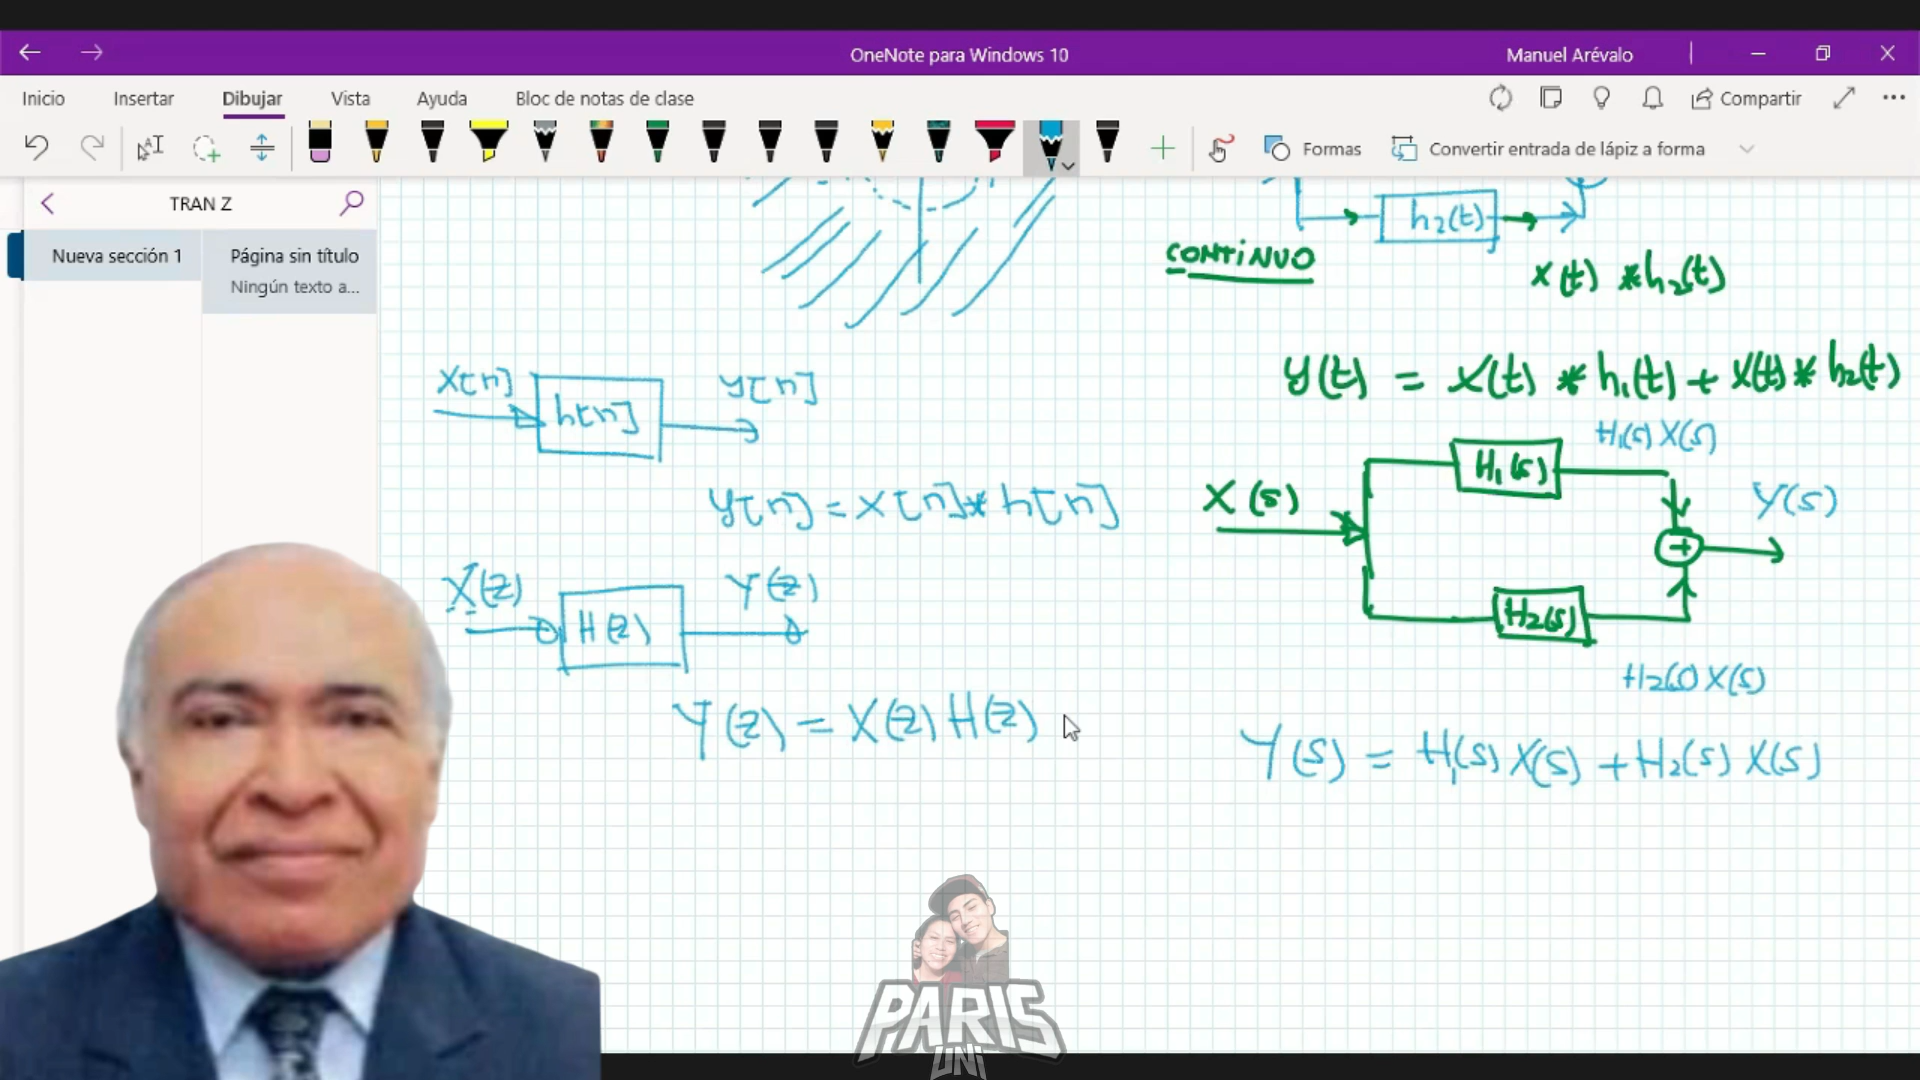 OneNote para Windows 10
Manuel Arévalo
Inicio
Insertar
Dibujar
Vista
Ayuda
Bloc de notas de clase
Compartir
Formas
Convertir entrada de lápiz a forma
TRAN Z
Nueva sección 1
Página sin título
Ningún texto a...
h2(t)
CONTiNUO
x(t) *h2(t)
y(t) = x(t) * h1(t) + x(t) * h2(t)
x[n]
h[n]
y[n]
y[n] = x[n] * h[n]
X(z)
H(z)
Y(z)
Y(z) = X(z) H(z)
H1(s) X(s)
X(s)
H1(s)
+
Y(s)
H2(s)
H2(s) X(s)
Y(s) = H1(s) X(s) + H2(s) X(s)
PARIS
UNi